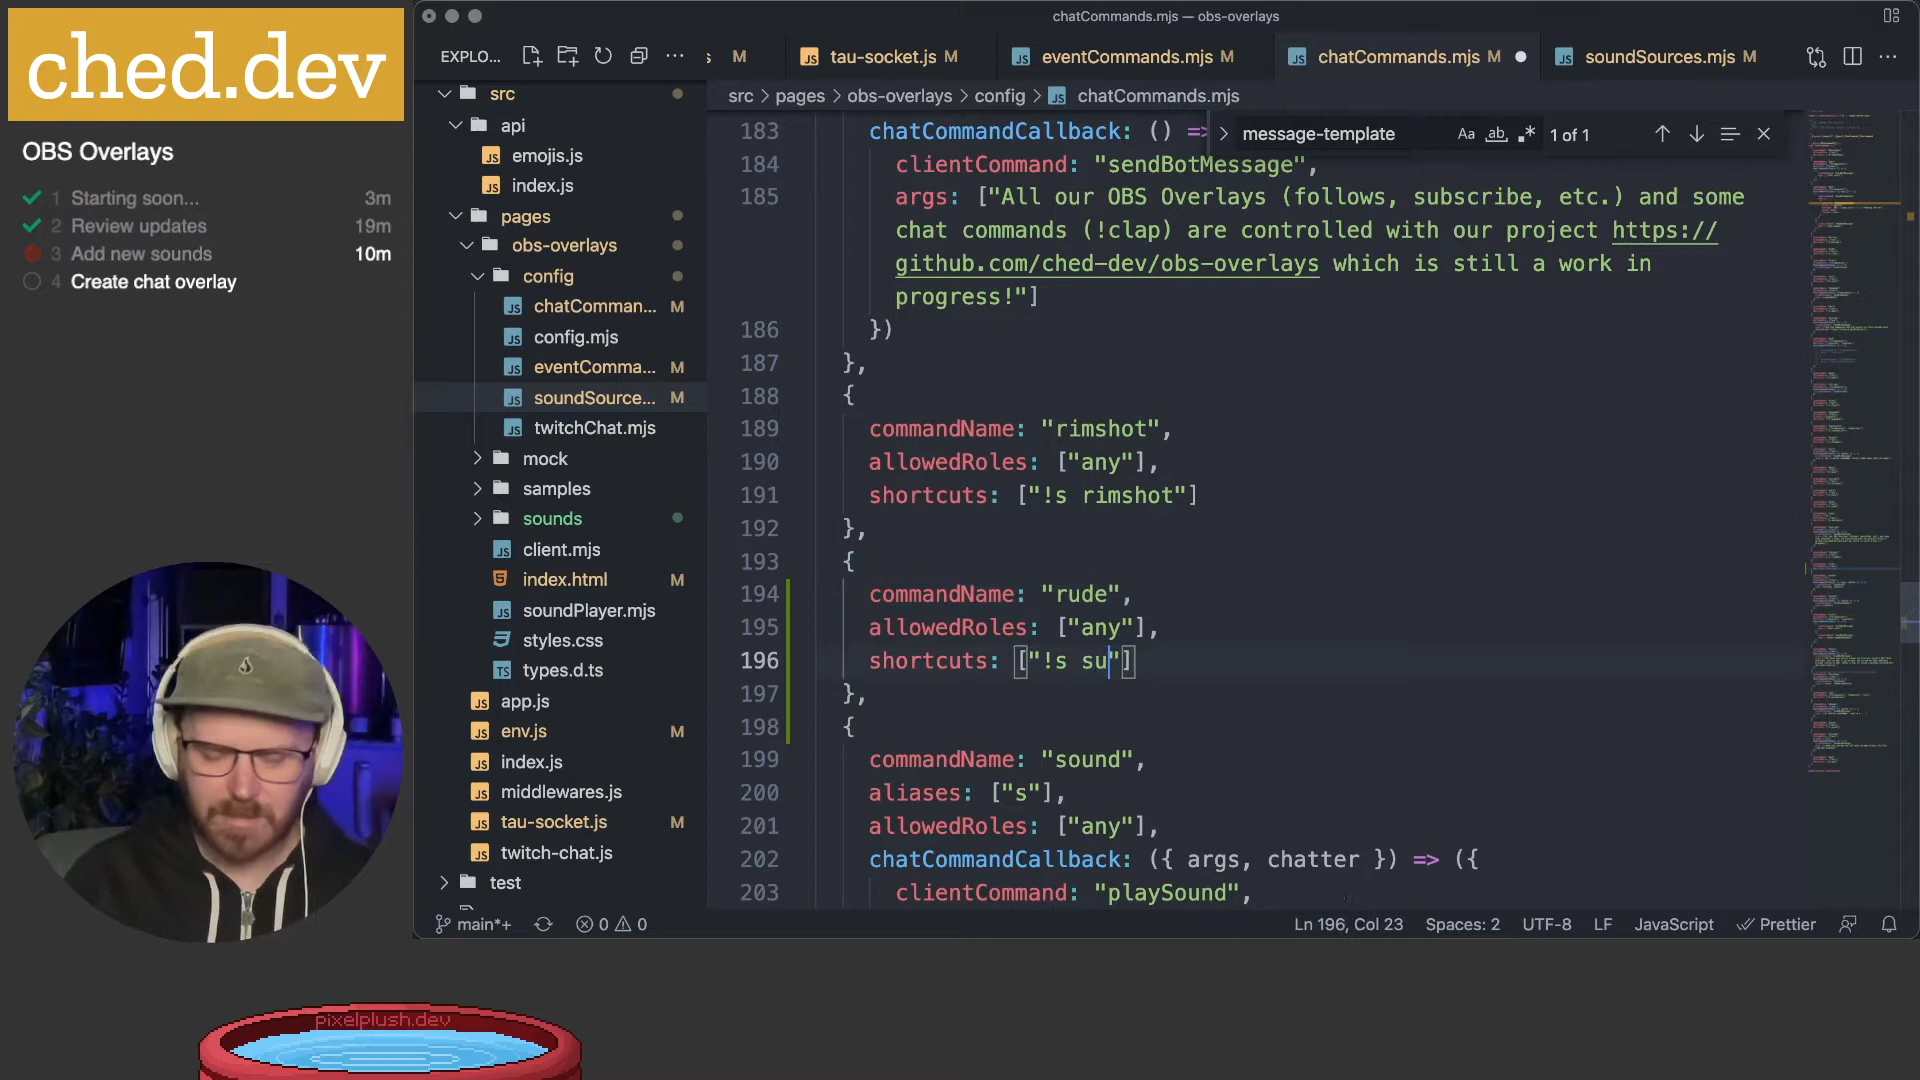 ched.dev
OBS Overlays
1 Starting soon... 3m
2 Review updates 19m
3 Add new sounds 10m
4 Create chat overlay
chatCommands.mjs — obs-overlays
EXPLO... ···
s M tau-socket.js M eventCommands.mjs M chatCommands.mjs M soundSources.mjs M ···
src
api
emojis.js
index.js
pages
obs-overlays
config
chatComman... M
config.mjs
eventComma... M
soundSource... M
twitchChat.mjs
mock
samples
sounds
client.mjs
index.html M
soundPlayer.mjs
styles.css
types.d.ts
app.js
env.js M
index.js
middlewares.js
tau-socket.js M
twitch-chat.js
test
src > pages > obs-overlays > config > chatCommands.mjs
message-template Aa ab .* 1 of 1
183 chatCommandCallback: () =>
184 clientCommand: "sendBotMessage",
185 args: ["All our OBS Overlays (follows, subscribe, etc.) and some
chat commands (!clap) are controlled with our project https://
github.com/ched-dev/obs-overlays which is still a work in
progress!"]
186 })
187 },
188 {
189 commandName: "rimshot",
190 allowedRoles: ["any"],
191 shortcuts: ["!s rimshot"]
192 },
193 {
194 commandName: "rude",
195 allowedRoles: ["any"],
196 shortcuts: ["!s su"]
197 },
198 {
199 commandName: "sound",
200 aliases: ["s"],
201 allowedRoles: ["any"],
202 chatCommandCallback: ({ args, chatter }) => ({
203 clientCommand: "playSound",
main*+ 0 0 Ln 196, Col 23 Spaces: 2 UTF-8 LF JavaScript Prettier
pixelplush.dev